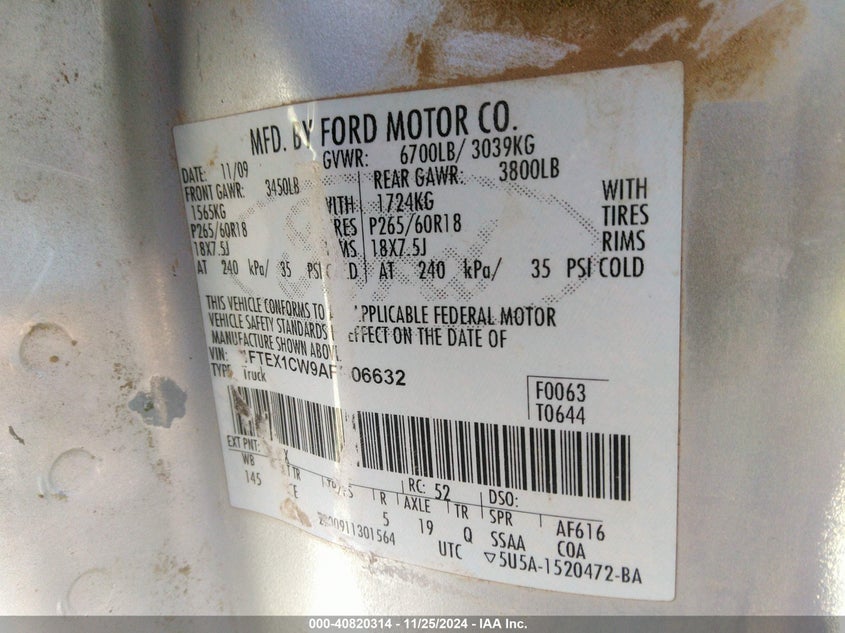 MFD. BY FORD MOTOR CO.
DATE: 11/09 GVWR: 6700LB/ 3039KG
FRONT GAWR: 3450LB REAR GAWR: 3800LB
1565KG WITH 1724KG WITH
P265/60R18 P265/60R18 TIRES
18X7.5J 18X7.5J RIMS
AT 240 kPa/ 35 PSI AT 240 kPa/ 35 PSI COLD
THIS VEHICLE CONFORMS TO APPLICABLE FEDERAL MOTOR
VEHICLE SAFETY STANDARDS EFFECT ON THE DATE OF
MANUFACTURE SHOWN ABOVE.
VIN: FTEX1CW9AF 06632
TYPE: Truck
F0063
T0644
EXT PNT: RC: 52 DSO:
WB TR R AXLE TR SPR AF616
145 5 19 Q SSAA COA
911301564 UTC ▽5U5A-1520472-BA
000-40820314 - 11/25/2024 - IAA Inc.